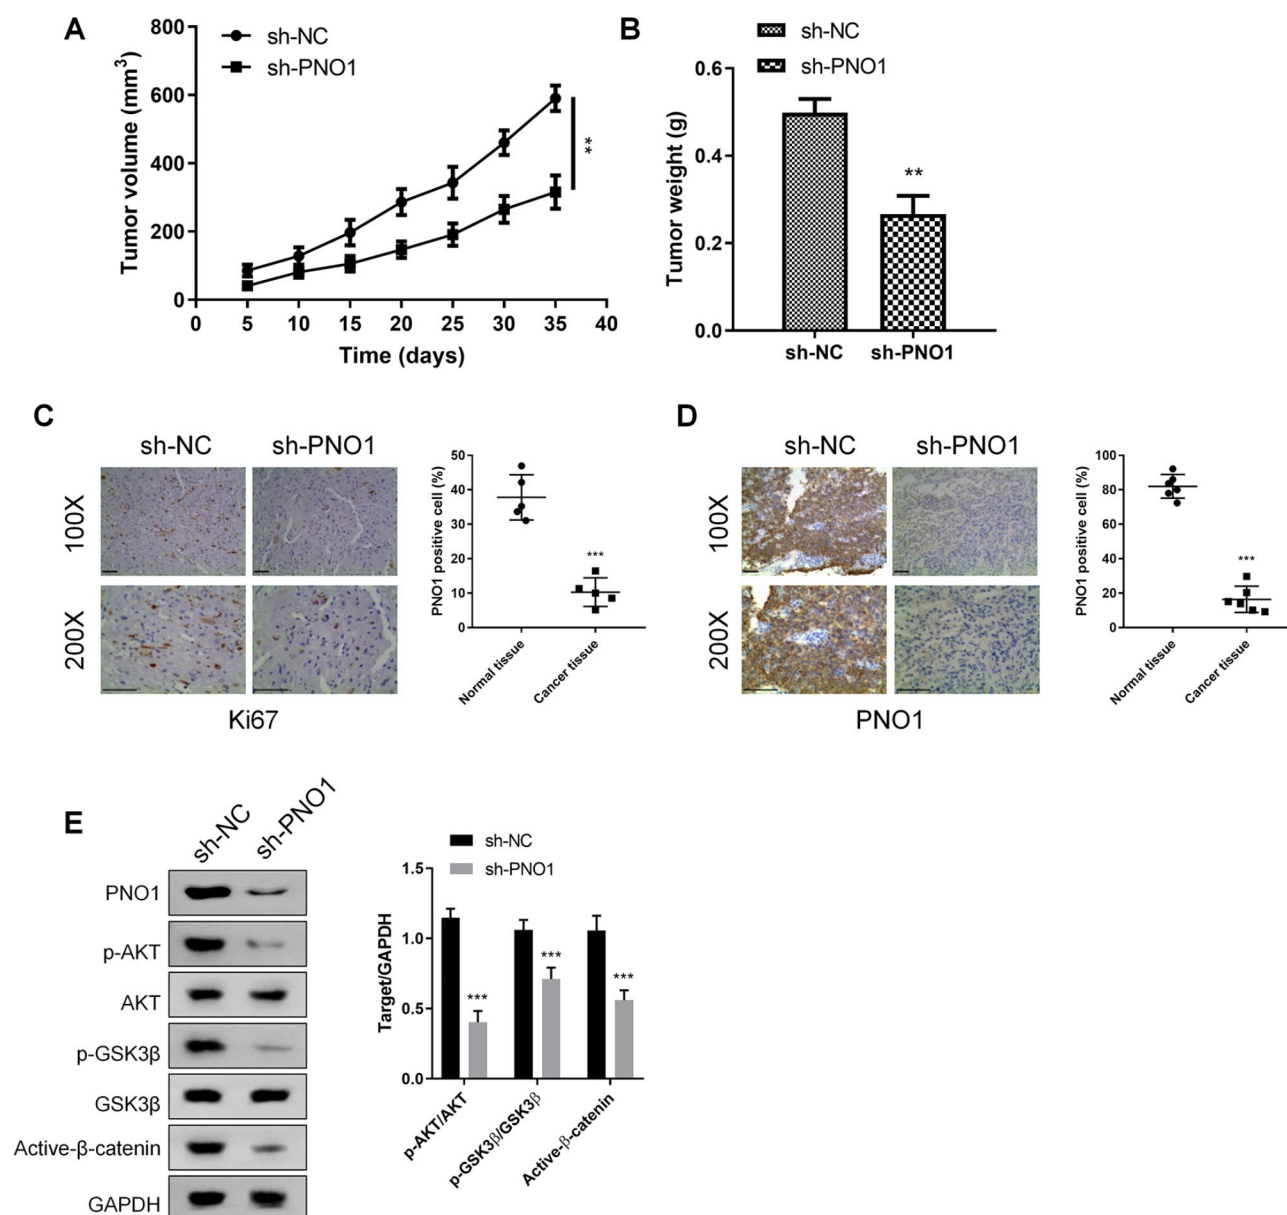 A
sh-NC
sh-PNO1
Tumor volume (mm3)
800
600
400
200
0
**
0 5 10 15 20 25 30 35 40
Time (days)
B
sh-NC
sh-PNO1
Tumor weight (g)
0.6
0.4
0.2
0.0
**
sh-NC sh-PNO1
C
sh-NC sh-PNO1
100X
200X
Ki67
PNO1 positive cell (%)
50
40
30
20
10
0
***
Normal tissue
Cancer tissue
D
sh-NC sh-PNO1
100X
200X
PNO1
PNO1 positive cell (%)
100
80
60
40
20
0
***
Normal tissue
Cancer tissue
E
sh-NC sh-PNO1
PNO1
p-AKT
AKT
p-GSK3β
GSK3β
Active-β-catenin
GAPDH
sh-NC
sh-PNO1
Target/GAPDH
1.5
1.0
0.5
0.0
***
***
***
p-AKT/AKT
p-GSK3β/GSK3β
Active-β-catenin